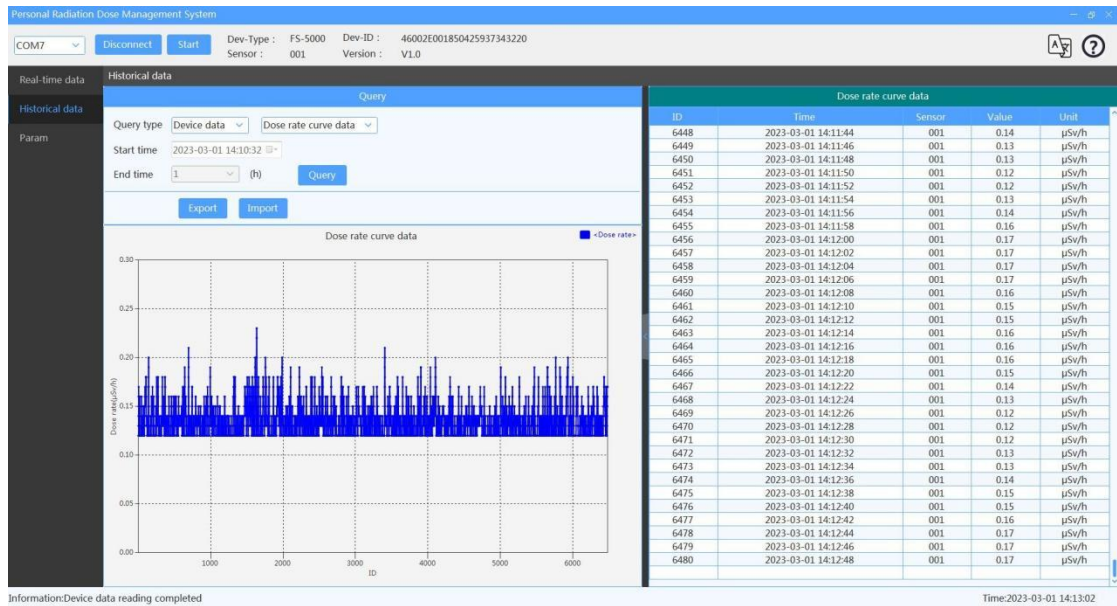 Personal Radiation Dose Management System
COM7 Disconnect Start Dev-Type : FS-5000 Dev-ID : 46002E001850425937343220
Sensor : 001 Version : V1.0
Real-time data
Historical data
Param
Historical data
Query
Query type Device data Dose rate curve data
Start time 2023-03-01 14:10:32
End time 1 (h) Query
Export Import
Dose rate curve data
<Dose rate>
0.30
0.25
0.20
0.15
0.10
0.05
0.00
Dose rate(μSv/h)
1000 2000 3000 4000 5000 6000
ID
Dose rate curve data
ID Time Sensor Value Unit
6448 2023-03-01 14:11:44 001 0.14 μSv/h
6449 2023-03-01 14:11:46 001 0.13 μSv/h
6450 2023-03-01 14:11:48 001 0.13 μSv/h
6451 2023-03-01 14:11:50 001 0.12 μSv/h
6452 2023-03-01 14:11:52 001 0.12 μSv/h
6453 2023-03-01 14:11:54 001 0.13 μSv/h
6454 2023-03-01 14:11:56 001 0.14 μSv/h
6455 2023-03-01 14:11:58 001 0.16 μSv/h
6456 2023-03-01 14:12:00 001 0.17 μSv/h
6457 2023-03-01 14:12:02 001 0.17 μSv/h
6458 2023-03-01 14:12:04 001 0.17 μSv/h
6459 2023-03-01 14:12:06 001 0.17 μSv/h
6460 2023-03-01 14:12:08 001 0.16 μSv/h
6461 2023-03-01 14:12:10 001 0.15 μSv/h
6462 2023-03-01 14:12:12 001 0.15 μSv/h
6463 2023-03-01 14:12:14 001 0.16 μSv/h
6464 2023-03-01 14:12:16 001 0.16 μSv/h
6465 2023-03-01 14:12:18 001 0.16 μSv/h
6466 2023-03-01 14:12:20 001 0.15 μSv/h
6467 2023-03-01 14:12:22 001 0.14 μSv/h
6468 2023-03-01 14:12:24 001 0.13 μSv/h
6469 2023-03-01 14:12:26 001 0.12 μSv/h
6470 2023-03-01 14:12:28 001 0.12 μSv/h
6471 2023-03-01 14:12:30 001 0.12 μSv/h
6472 2023-03-01 14:12:32 001 0.13 μSv/h
6473 2023-03-01 14:12:34 001 0.13 μSv/h
6474 2023-03-01 14:12:36 001 0.14 μSv/h
6475 2023-03-01 14:12:38 001 0.15 μSv/h
6476 2023-03-01 14:12:40 001 0.15 μSv/h
6477 2023-03-01 14:12:42 001 0.16 μSv/h
6478 2023-03-01 14:12:44 001 0.17 μSv/h
6479 2023-03-01 14:12:46 001 0.17 μSv/h
6480 2023-03-01 14:12:48 001 0.17 μSv/h
Information:Device data reading completed
Time:2023-03-01 14:13:02